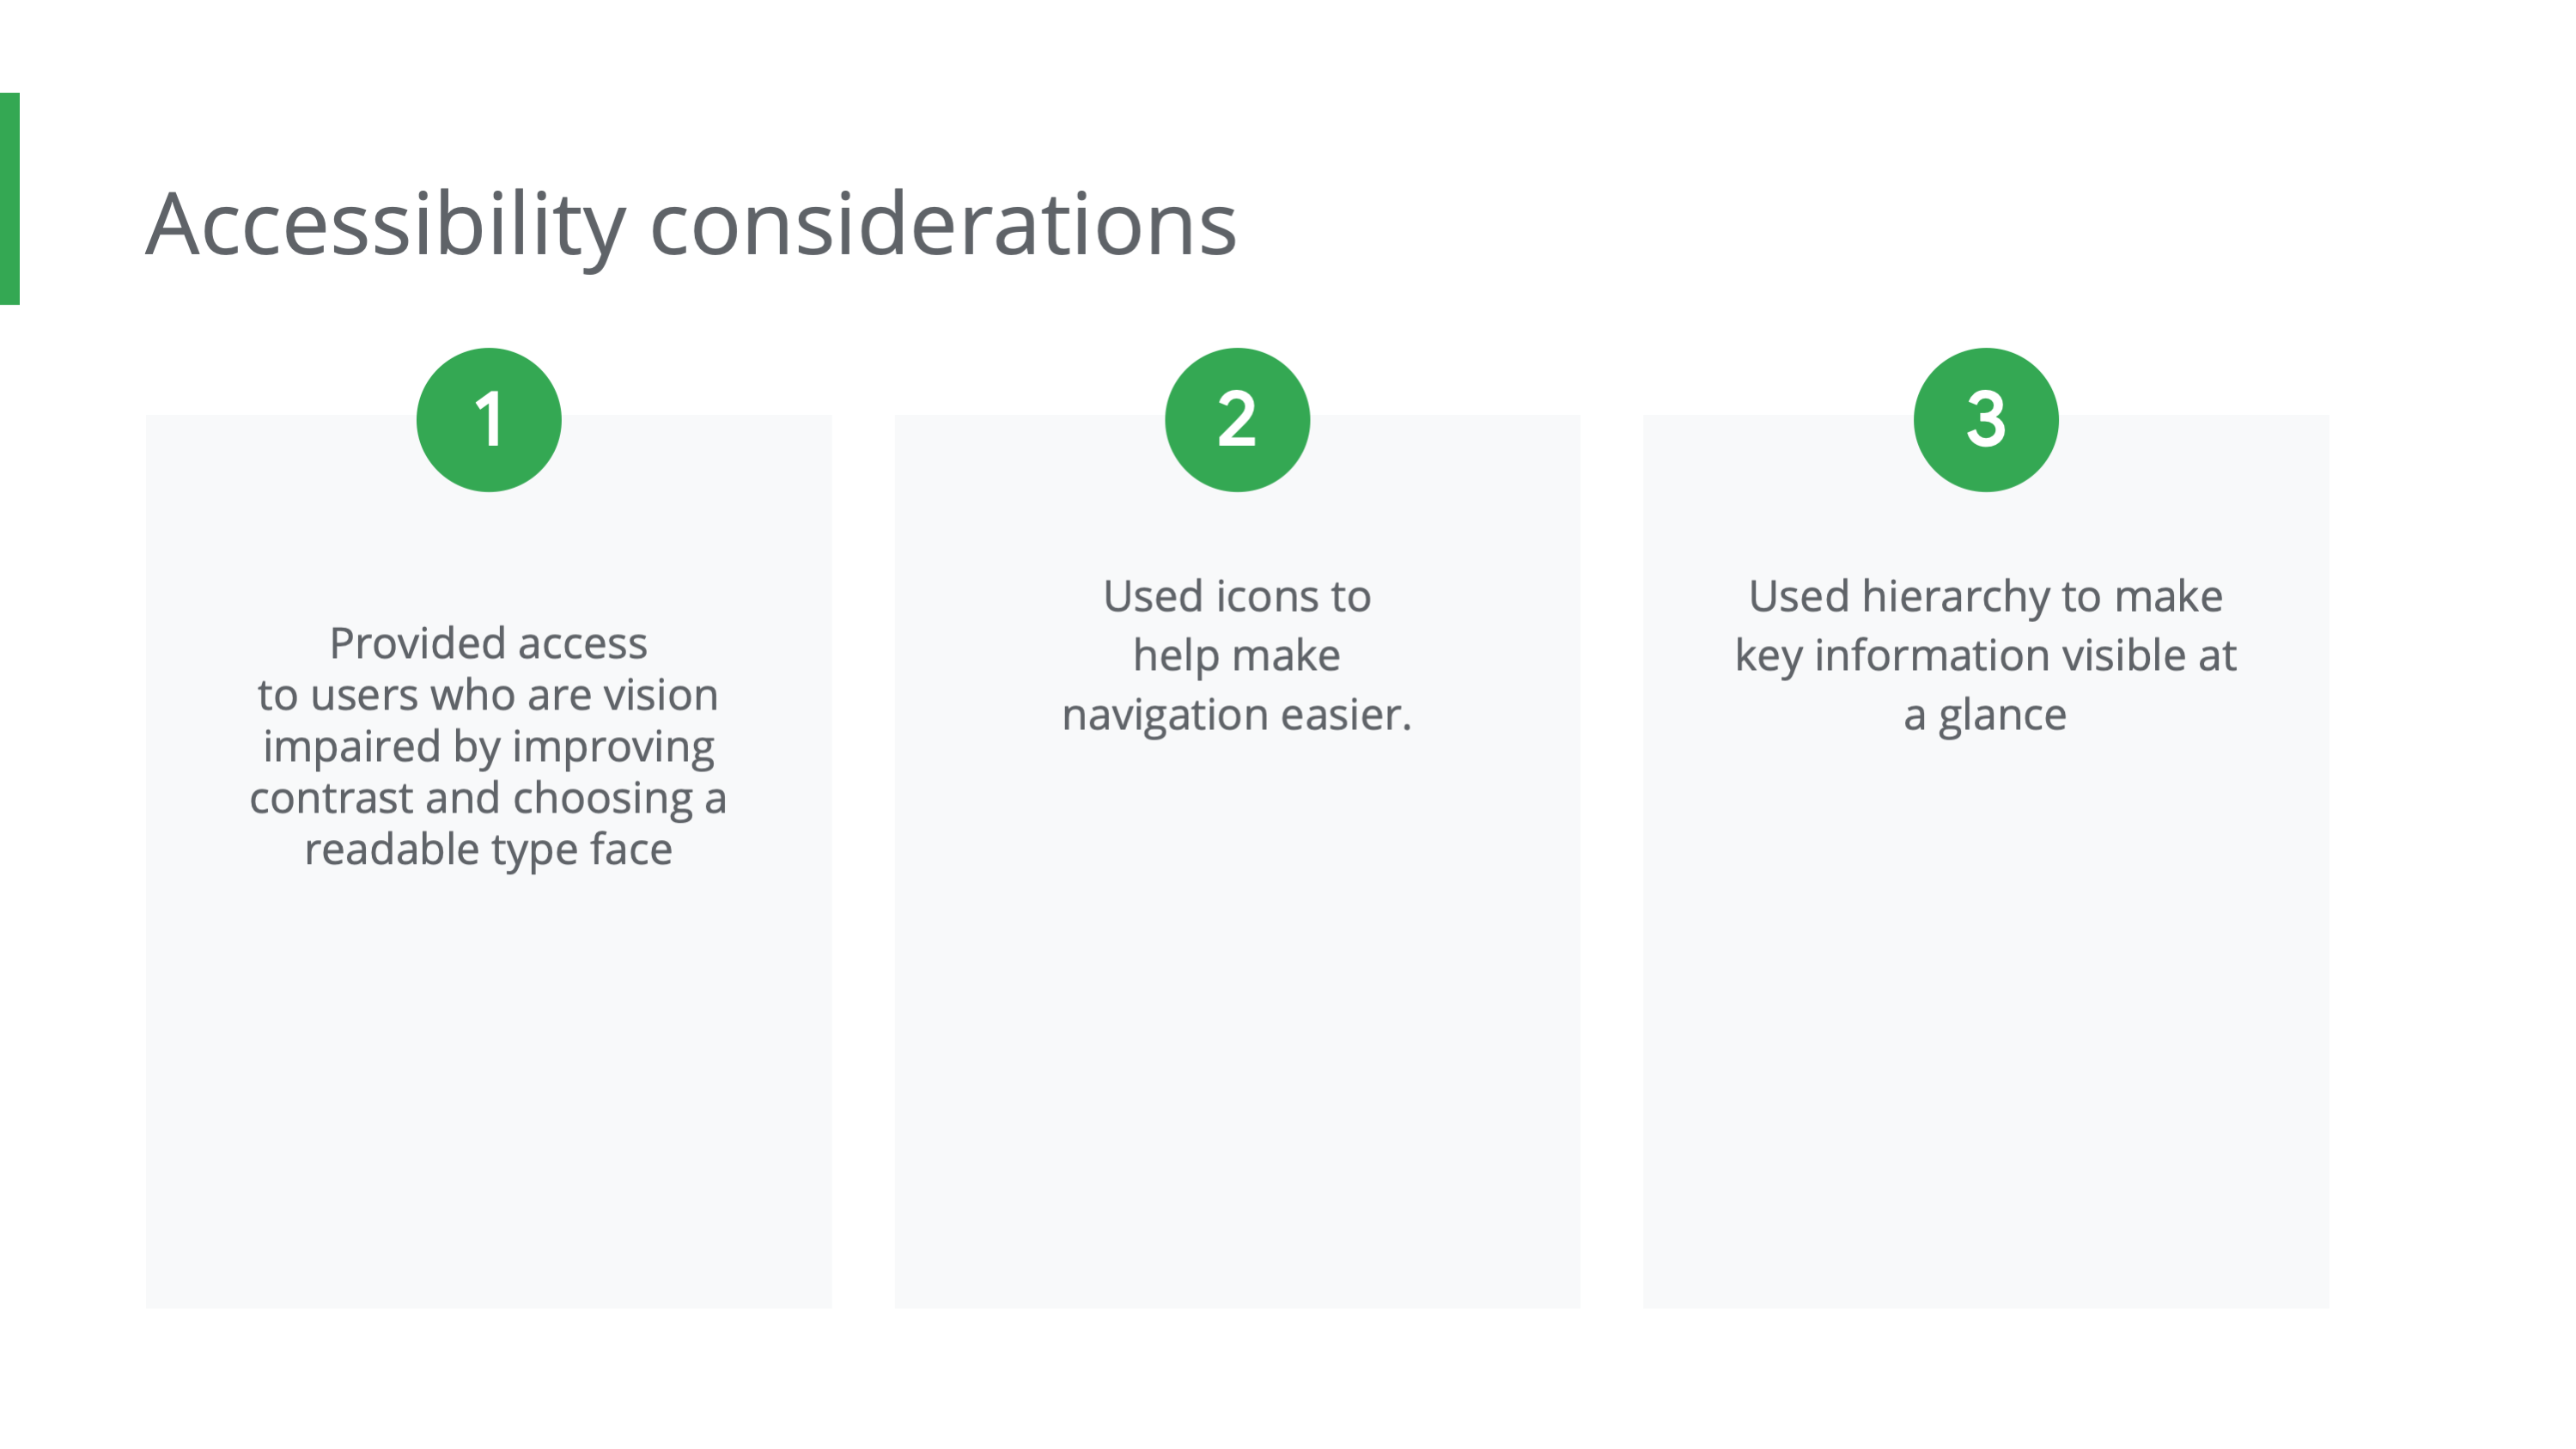 Accessibility considerations
1
Provided access
to users who are vision
impaired by improving
contrast and choosing a
readable type face
2
Used icons to
help make
navigation easier.
3
Used hierarchy to make
key information visible at
a glance